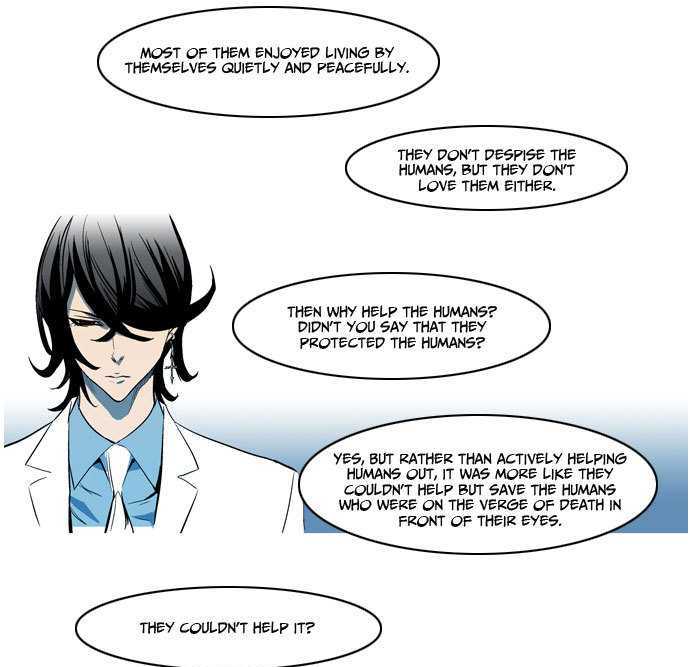 MOST OF THEM ENJOYED LIVING BY
THEMSELVES QUIETLY AND PEACEFULLY.
THEY DON'T DESPISE THE
HUMANS, BUT THEY DON'T
LOVE THEM EITHER.
THEN WHY HELP THE HUMANS?
DIDN'T YOU SAY THAT THEY
PROTECTED THE HUMANS?
YES, BUT RATHER THAN ACTIVELY HELPING
HUMANS OUT, IT WAS MORE LIKE THEY
COULDN'T HELP BUT SAVE THE HUMANS
WHO WERE ON THE VERGE OF DEATH IN
FRONT OF THEIR EYES.
THEY COULDN'T HELP IT?